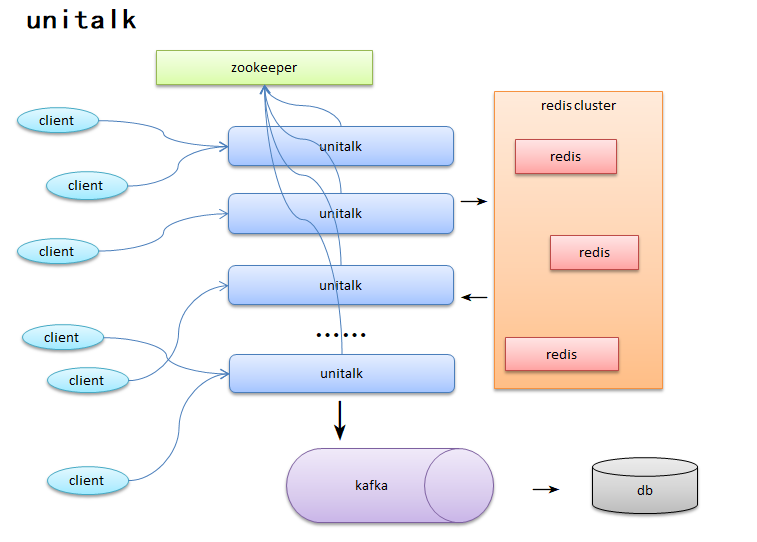 unitalk
zookeeper
redis cluster
client
unitalk
redis
client
unitalk
client
redis
unitalk
......
client
redis
client
unitalk
client
kafka
db